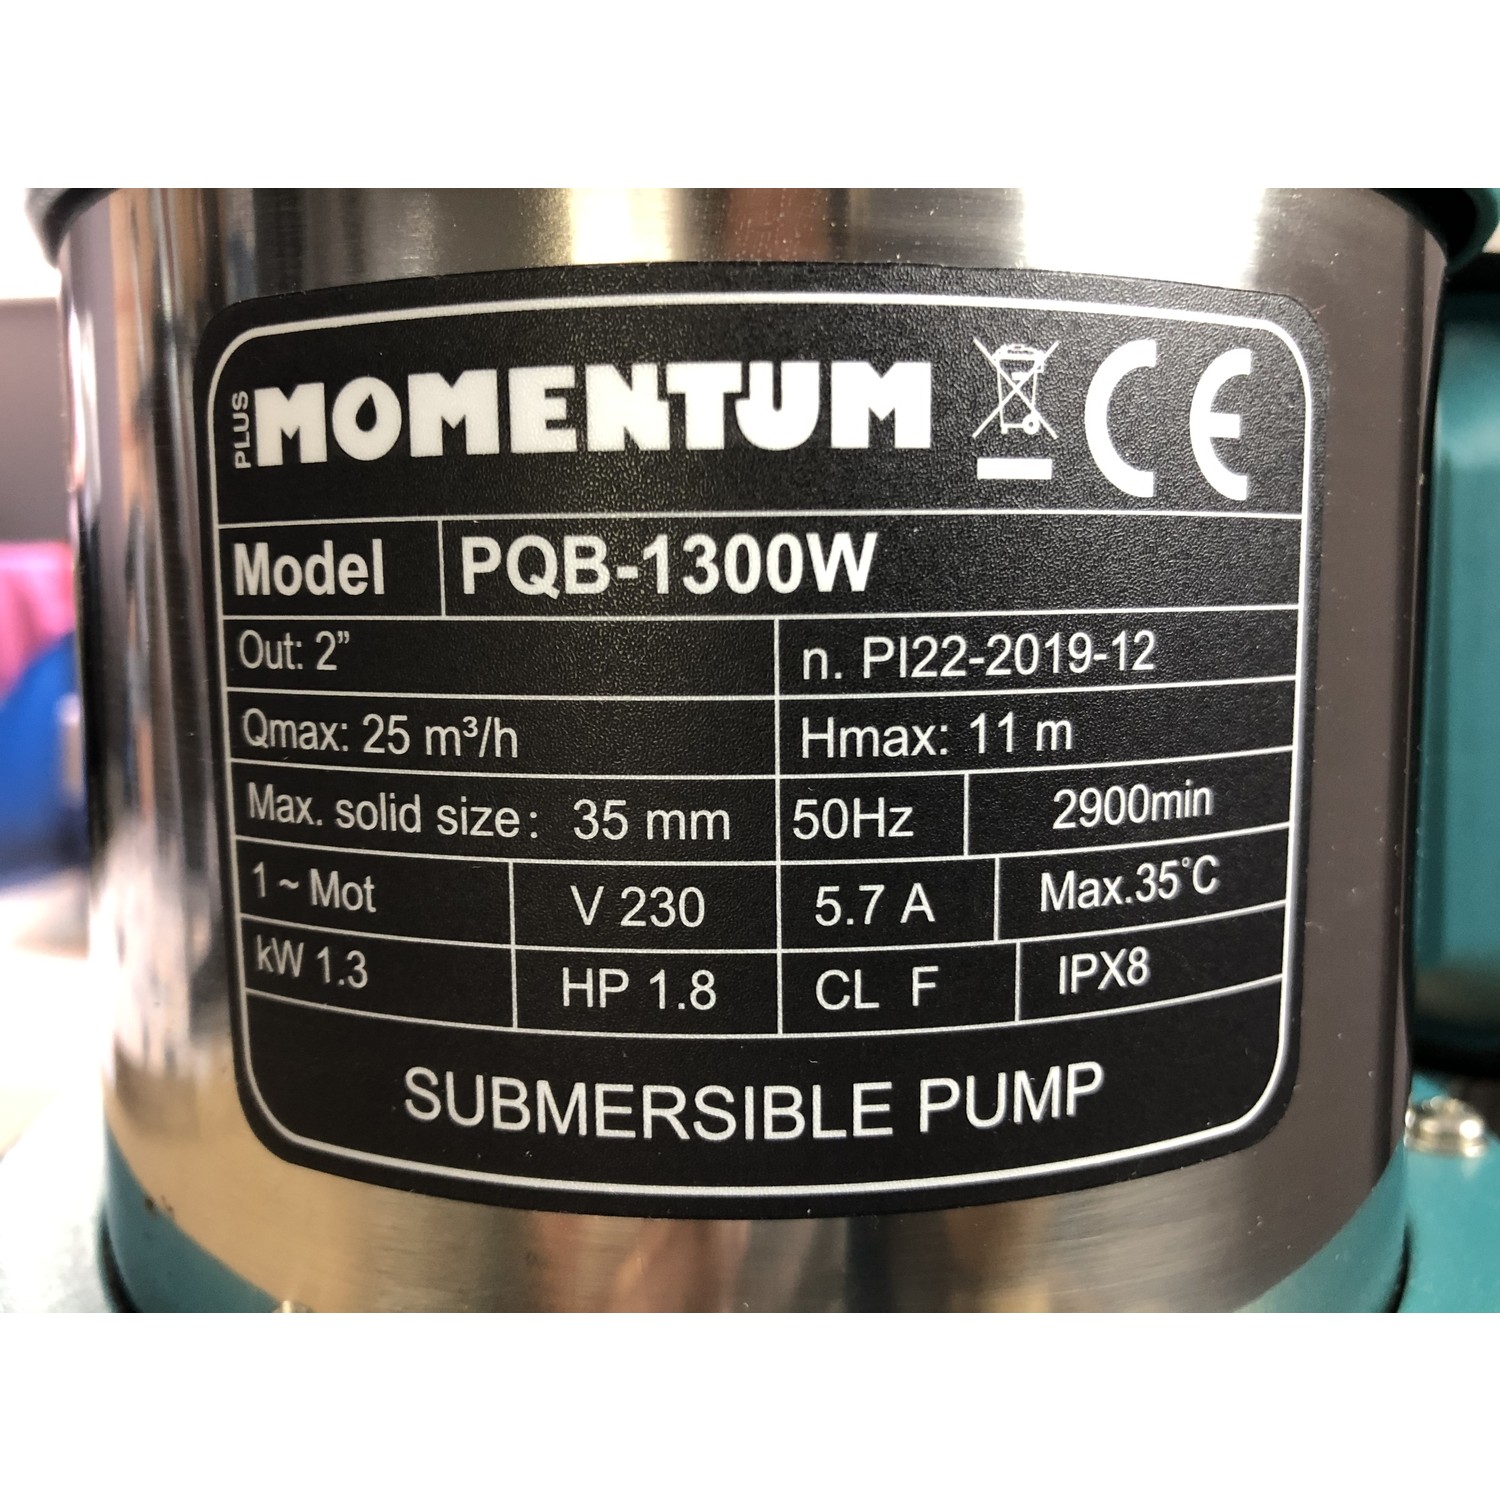 PLUS MOMENTUM CE
Model PQB-1300W
Out: 2” n. PI22-2019-12
Qmax: 25 m³/h Hmax: 11 m
Max. solid size: 35 mm 50Hz 2900min
1 ~ Mot V 230 5.7 A Max.35°C
kW 1.3 HP 1.8 CL F IPX8
SUBMERSIBLE PUMP